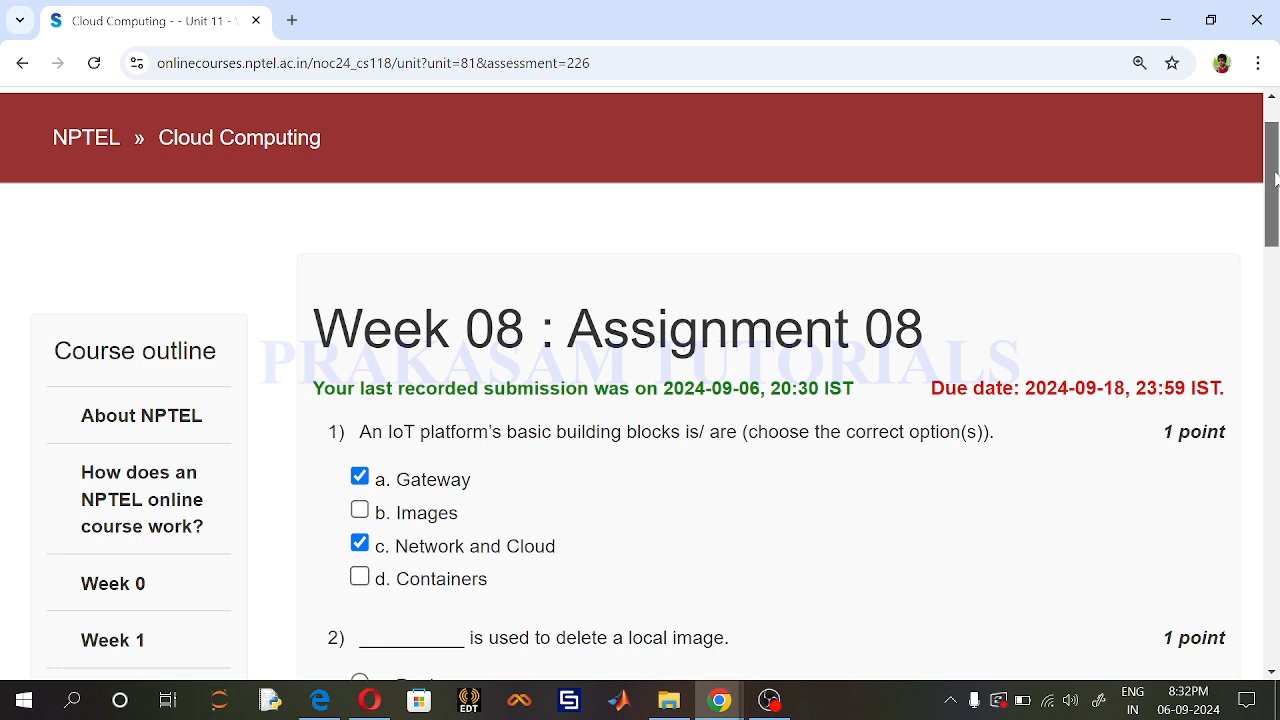 Cloud Computing - - Unit 11 -
onlinecourses.nptel.ac.in/noc24_cs118/unit?unit=81&assessment=226
NPTEL » Cloud Computing
Course outline
About NPTEL
How does an
NPTEL online
course work?
Week 0
Week 1
PRAKASAM TUTORIALS
Week 08 : Assignment 08
Your last recorded submission was on 2024-09-06, 20:30 IST Due date: 2024-09-18, 23:59 IST.
1) An IoT platform's basic building blocks is/ are (choose the correct option(s)). 1 point
a. Gateway
b. Images
c. Network and Cloud
d. Containers
2) __________ is used to delete a local image. 1 point
EDT
ENG
IN
8:32PM
06-09-2024